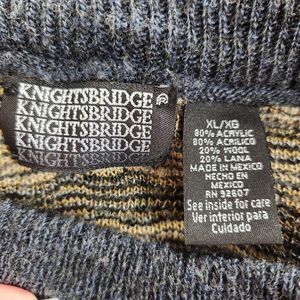 KNIGHTSBRIDGE ®
KNIGHTSBRIDGE
KNIGHTSBRIDGE
KNIGHTSBRIDGE
KNIGHTSBRIDGE
XL/XG
80% ACRYLIC
80% ACRILICO
20% WOOL
20% LANA
MADE IN MEXICO
HECHO EN
MEXICO
RN 92607
See inside for care
Ver interior para
Cuidado